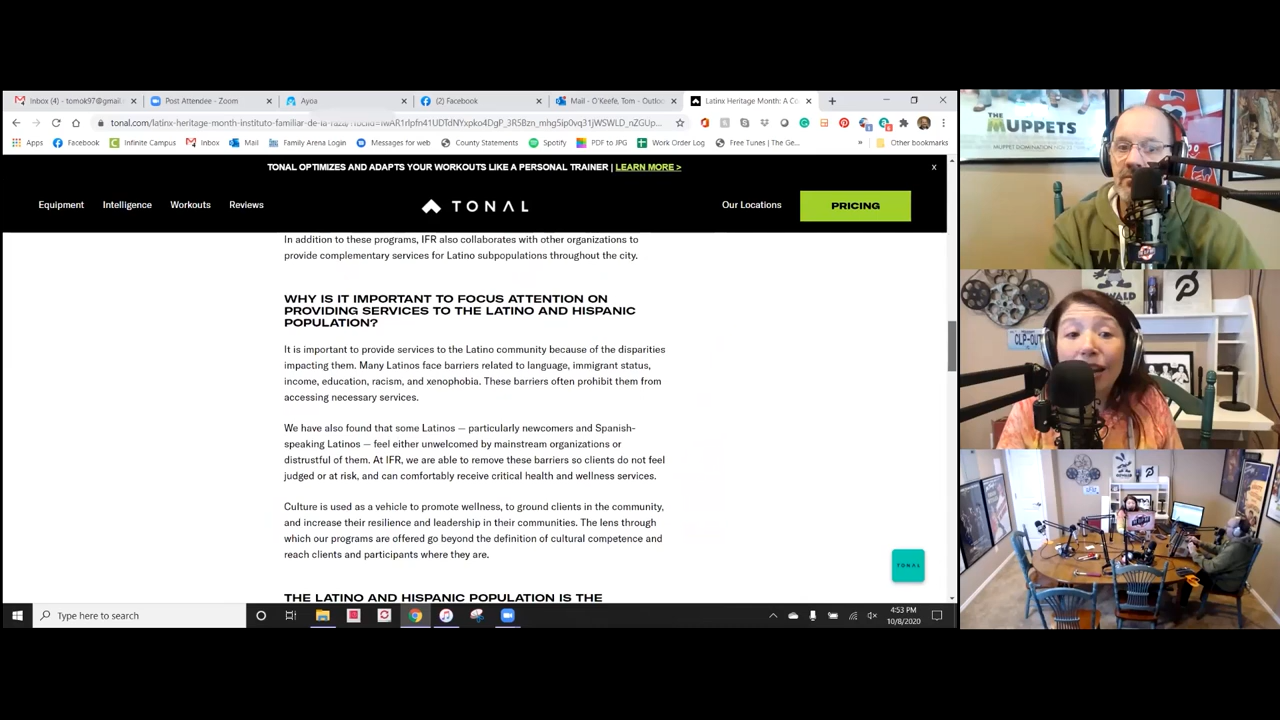 Inbox (4) - tomok97@gmail.
Post Attendee - Zoom
Ayoa
(2) Facebook
Mail - O'Keefe, Tom - Outloo
Latinx Heritage Month: A Co
Apps
Facebook
Infinite Campus
Inbox
Mail
Family Arena Login
Messages for web
County Statements
Spotify
PDF to JPG
Work Order Log
Free Tunes | The Ge...
Other bookmarks
TONAL OPTIMIZES AND ADAPTS YOUR WORKOUTS LIKE A PERSONAL TRAINER | LEARN MORE >
Equipment
Intelligence
Workouts
Reviews
TONAL
Our Locations
PRICING
In addition to these programs, IFR also collaborates with other organizations to
provide complementary services for Latino subpopulations throughout the city.
WHY IS IT IMPORTANT TO FOCUS ATTENTION ON
PROVIDING SERVICES TO THE LATINO AND HISPANIC
POPULATION?
It is important to provide services to the Latino community because of the disparities
impacting them. Many Latinos face barriers related to language, immigrant status,
income, education, racism, and xenophobia. These barriers often prohibit them from
accessing necessary services.
We have also found that some Latinos — particularly newcomers and Spanish-
speaking Latinos — feel either unwelcomed by mainstream organizations or
distrustful of them. At IFR, we are able to remove these barriers so clients do not feel
judged or at risk, and can comfortably receive critical health and wellness services.
Culture is used as a vehicle to promote wellness, to ground clients in the community,
and increase their resilience and leadership in their communities. The lens through
which our programs are offered go beyond the definition of cultural competence and
reach clients and participants where they are.
THE LATINO AND HISPANIC POPULATION IS THE
TONAL
Type here to search
4:53 PM
10/8/2020
THE
MUPPETS